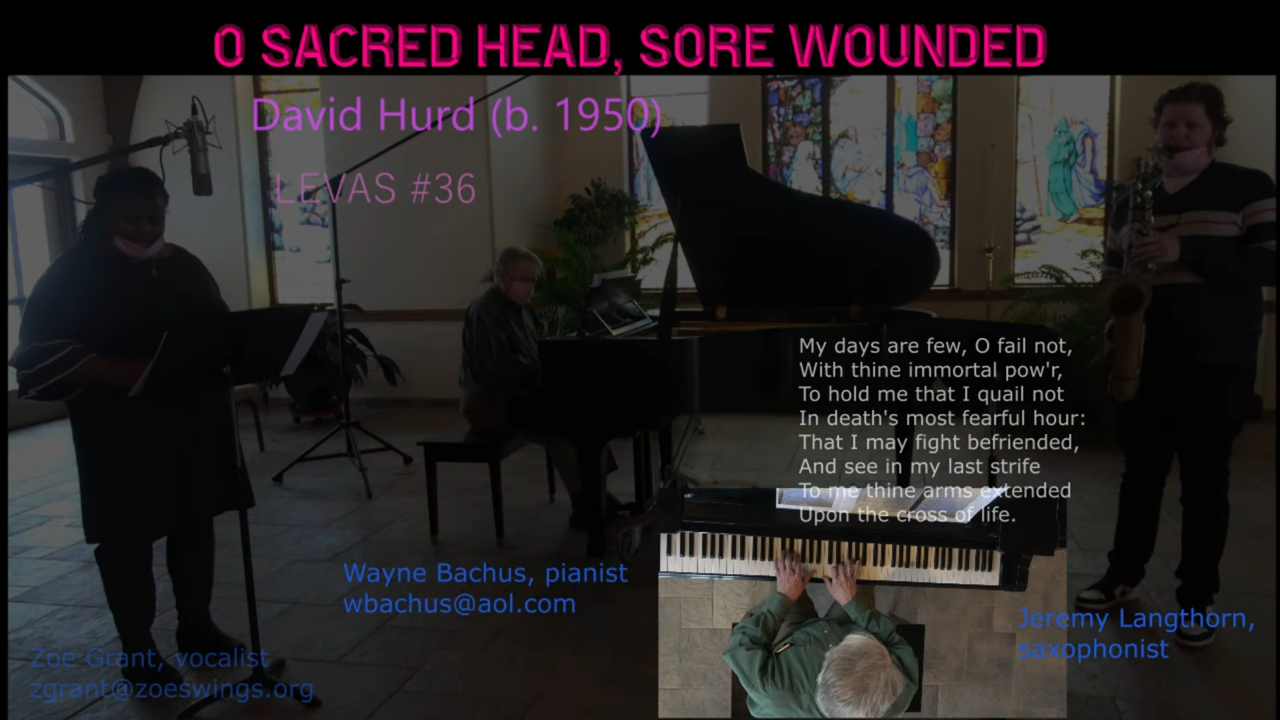 O SACRED HEAD, SORE WOUNDED
David Hurd (b. 1950)
LEVAS #36
My days are few, O fail not,
With thine immortal pow'r,
To hold me that I quail not
In death's most fearful hour:
That I may fight befriended,
And see in my last strife
To me thine arms extended
Upon the cross of life.
Wayne Bachus, pianist
wbachus@aol.com
Jeremy Langthorn,
saxophonist
Zoe Grant, vocalist
zgrant@zoeswings.org